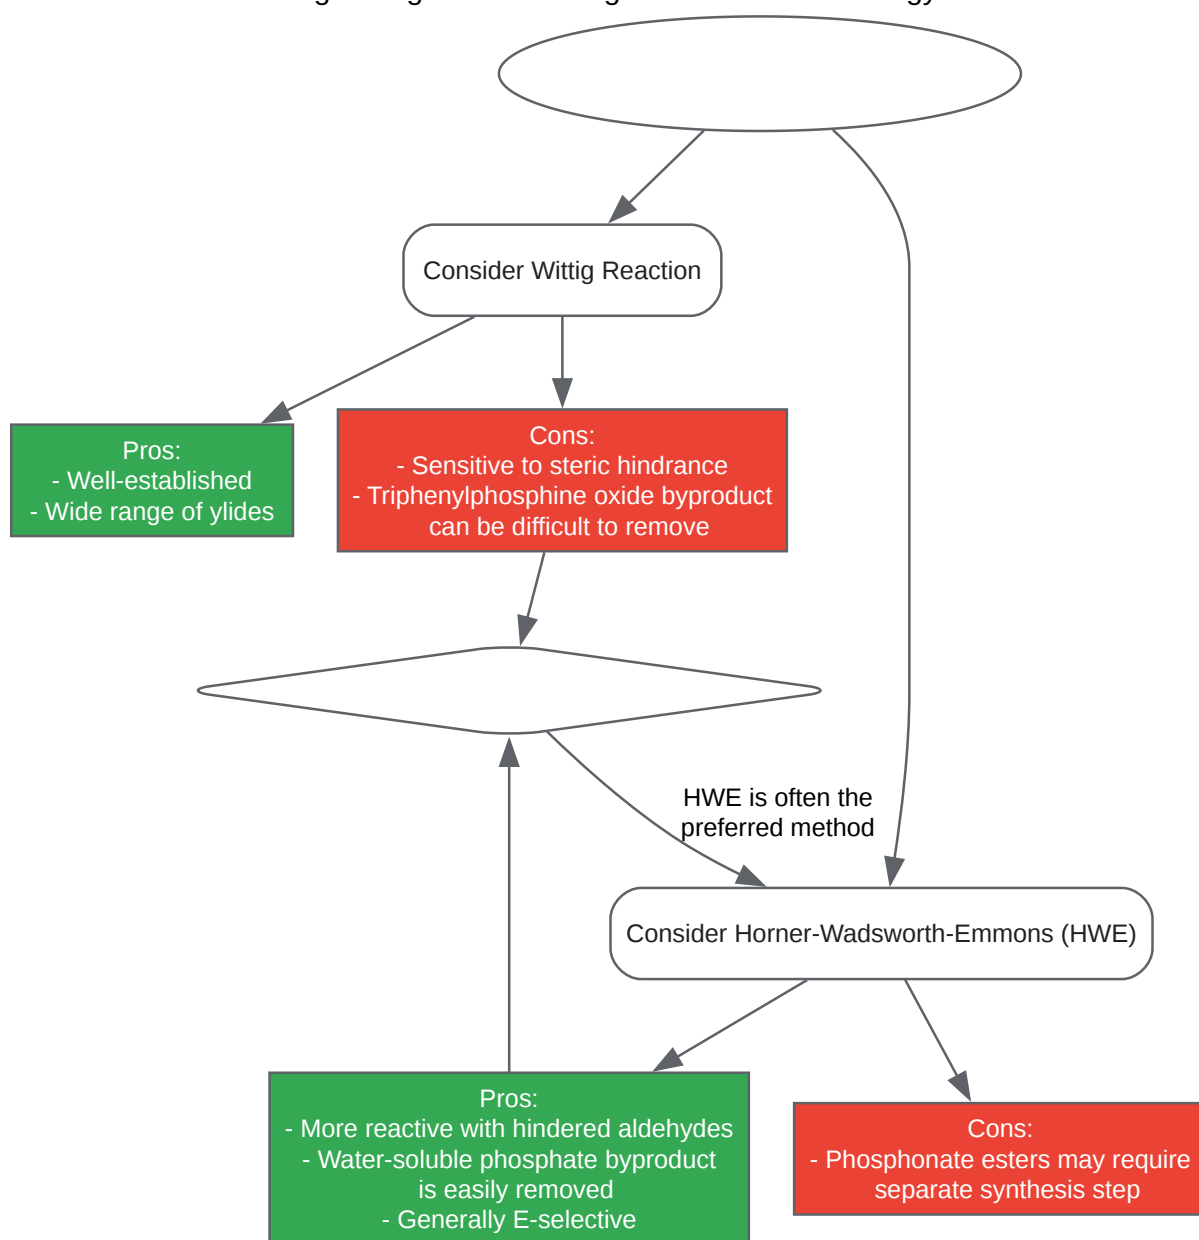 Consider Wittig Reaction
Pros:
- Well-established
- Wide range of ylides
Cons:
- Sensitive to steric hindrance
- Triphenylphosphine oxide byproduct
can be difficult to remove
HWE is often the
preferred method
Consider Horner-Wadsworth-Emmons (HWE)
Pros:
- More reactive with hindered aldehydes
- Water-soluble phosphate byproduct
is easily removed
- Generally E-selective
Cons:
- Phosphonate esters may require
separate synthesis step